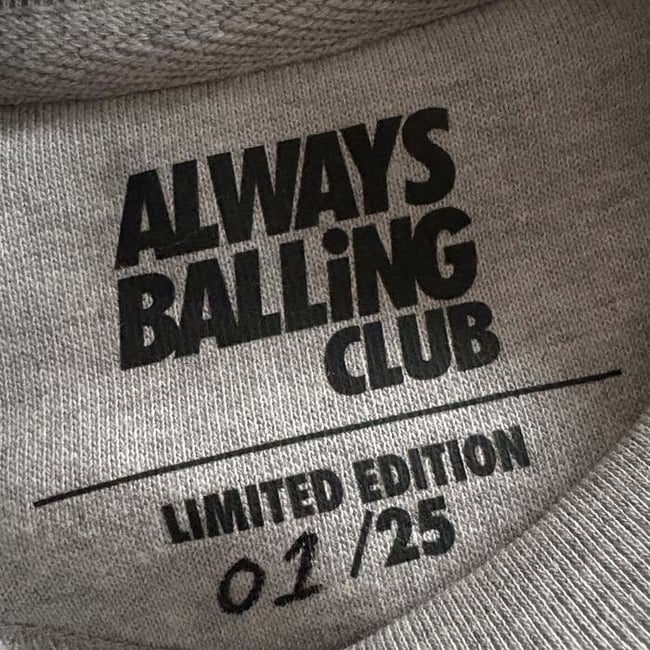 ALWAYS
BALLiNG
CLUB
LIMITED EDITION
01/25